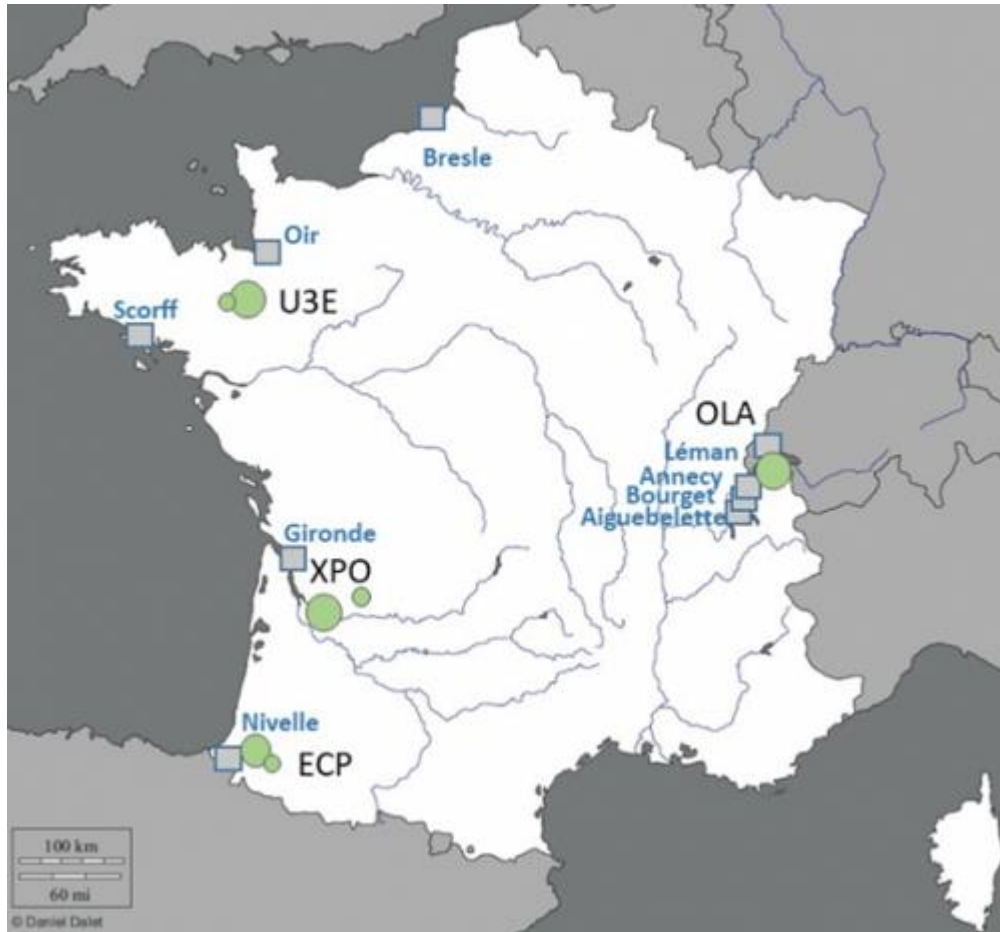 Bresle
Oir
U3E
Scorff
OLA
Léman
Annecy
Bourget
Aiguebelette
Gironde
XPO
Nivelle
ECP
100 km
60 mi
© Daniel Dalet